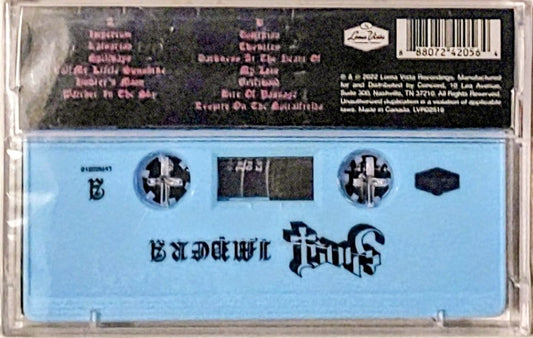 A
Imperium
Kaisarion
Spillways
Call Me Little Sunshine
Hunter's Moon
Watcher In The Sky
B
Dominion
Twenties
Darkness At The Heart Of
My Love
Griftwood
Bite Of Passage
Respite On The Spitalfields
Loma Vista
8 88072 42056 4
℗ & © 2022 Loma Vista Recordings. Manufactured
for and Distributed by Concord, 10 Lea Avenue,
Suite 300, Nashville, TN 37210. All Rights Reserved.
Unauthorized duplication is a violation of applicable
laws. Made in Canada. LVR02518
Ghost IMPERA